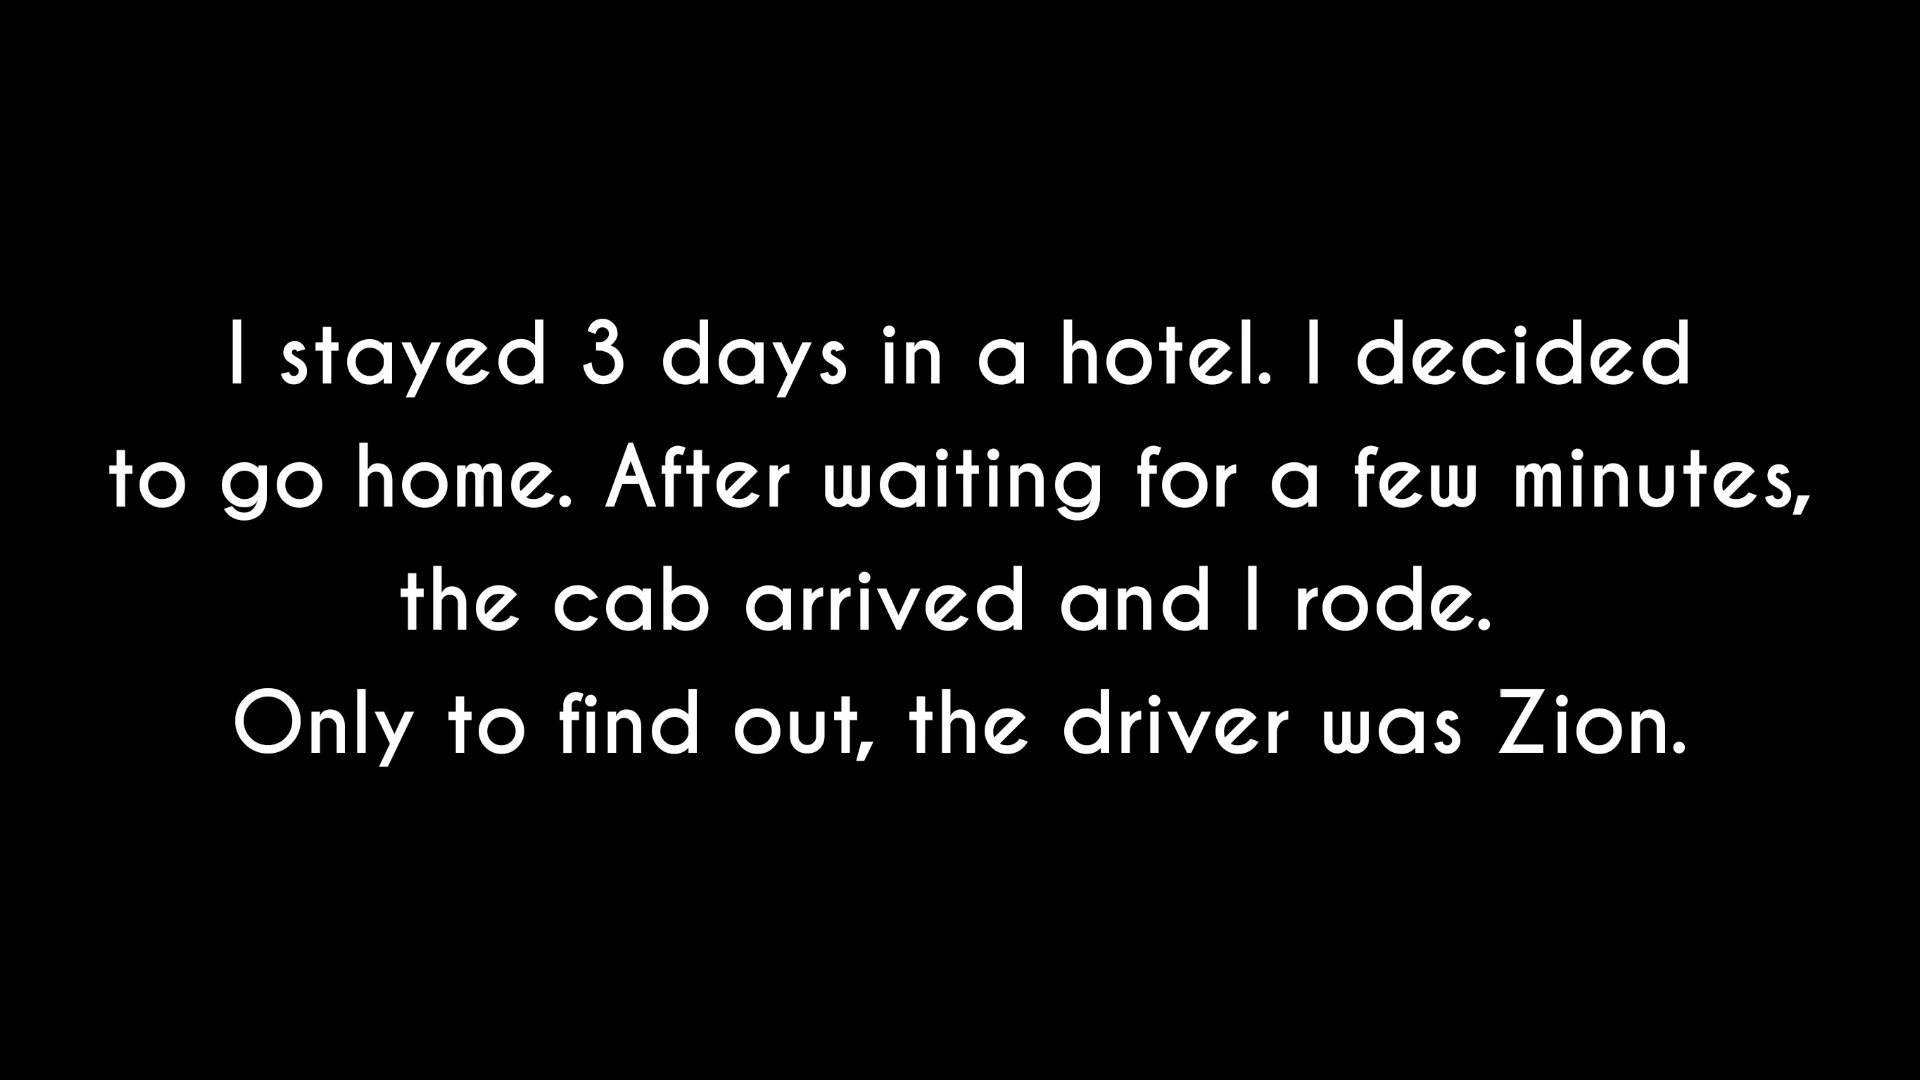 I stayed 3 days in a hotel. I decided
to go home. After waiting for a few minutes,
the cab arrived and I rode.
Only to find out, the driver was Zion.